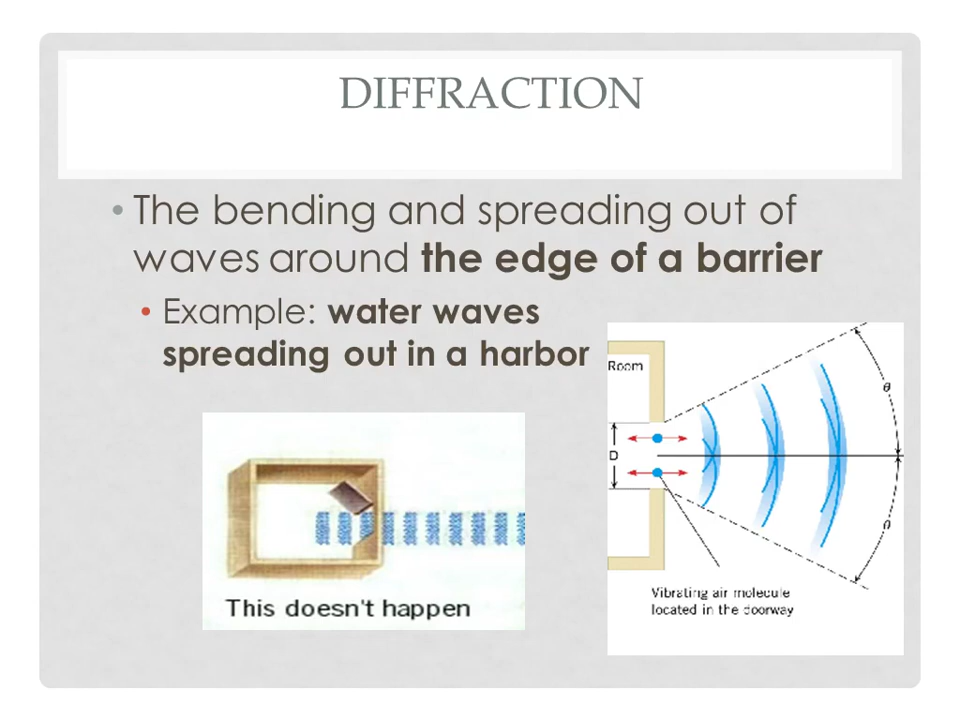 DIFFRACTION
• The bending and spreading out of
waves around the edge of a barrier
• Example: water waves
spreading out in a harbor
Room
θ
D
θ
This doesn't happen
Vibrating air molecule
located in the doorway